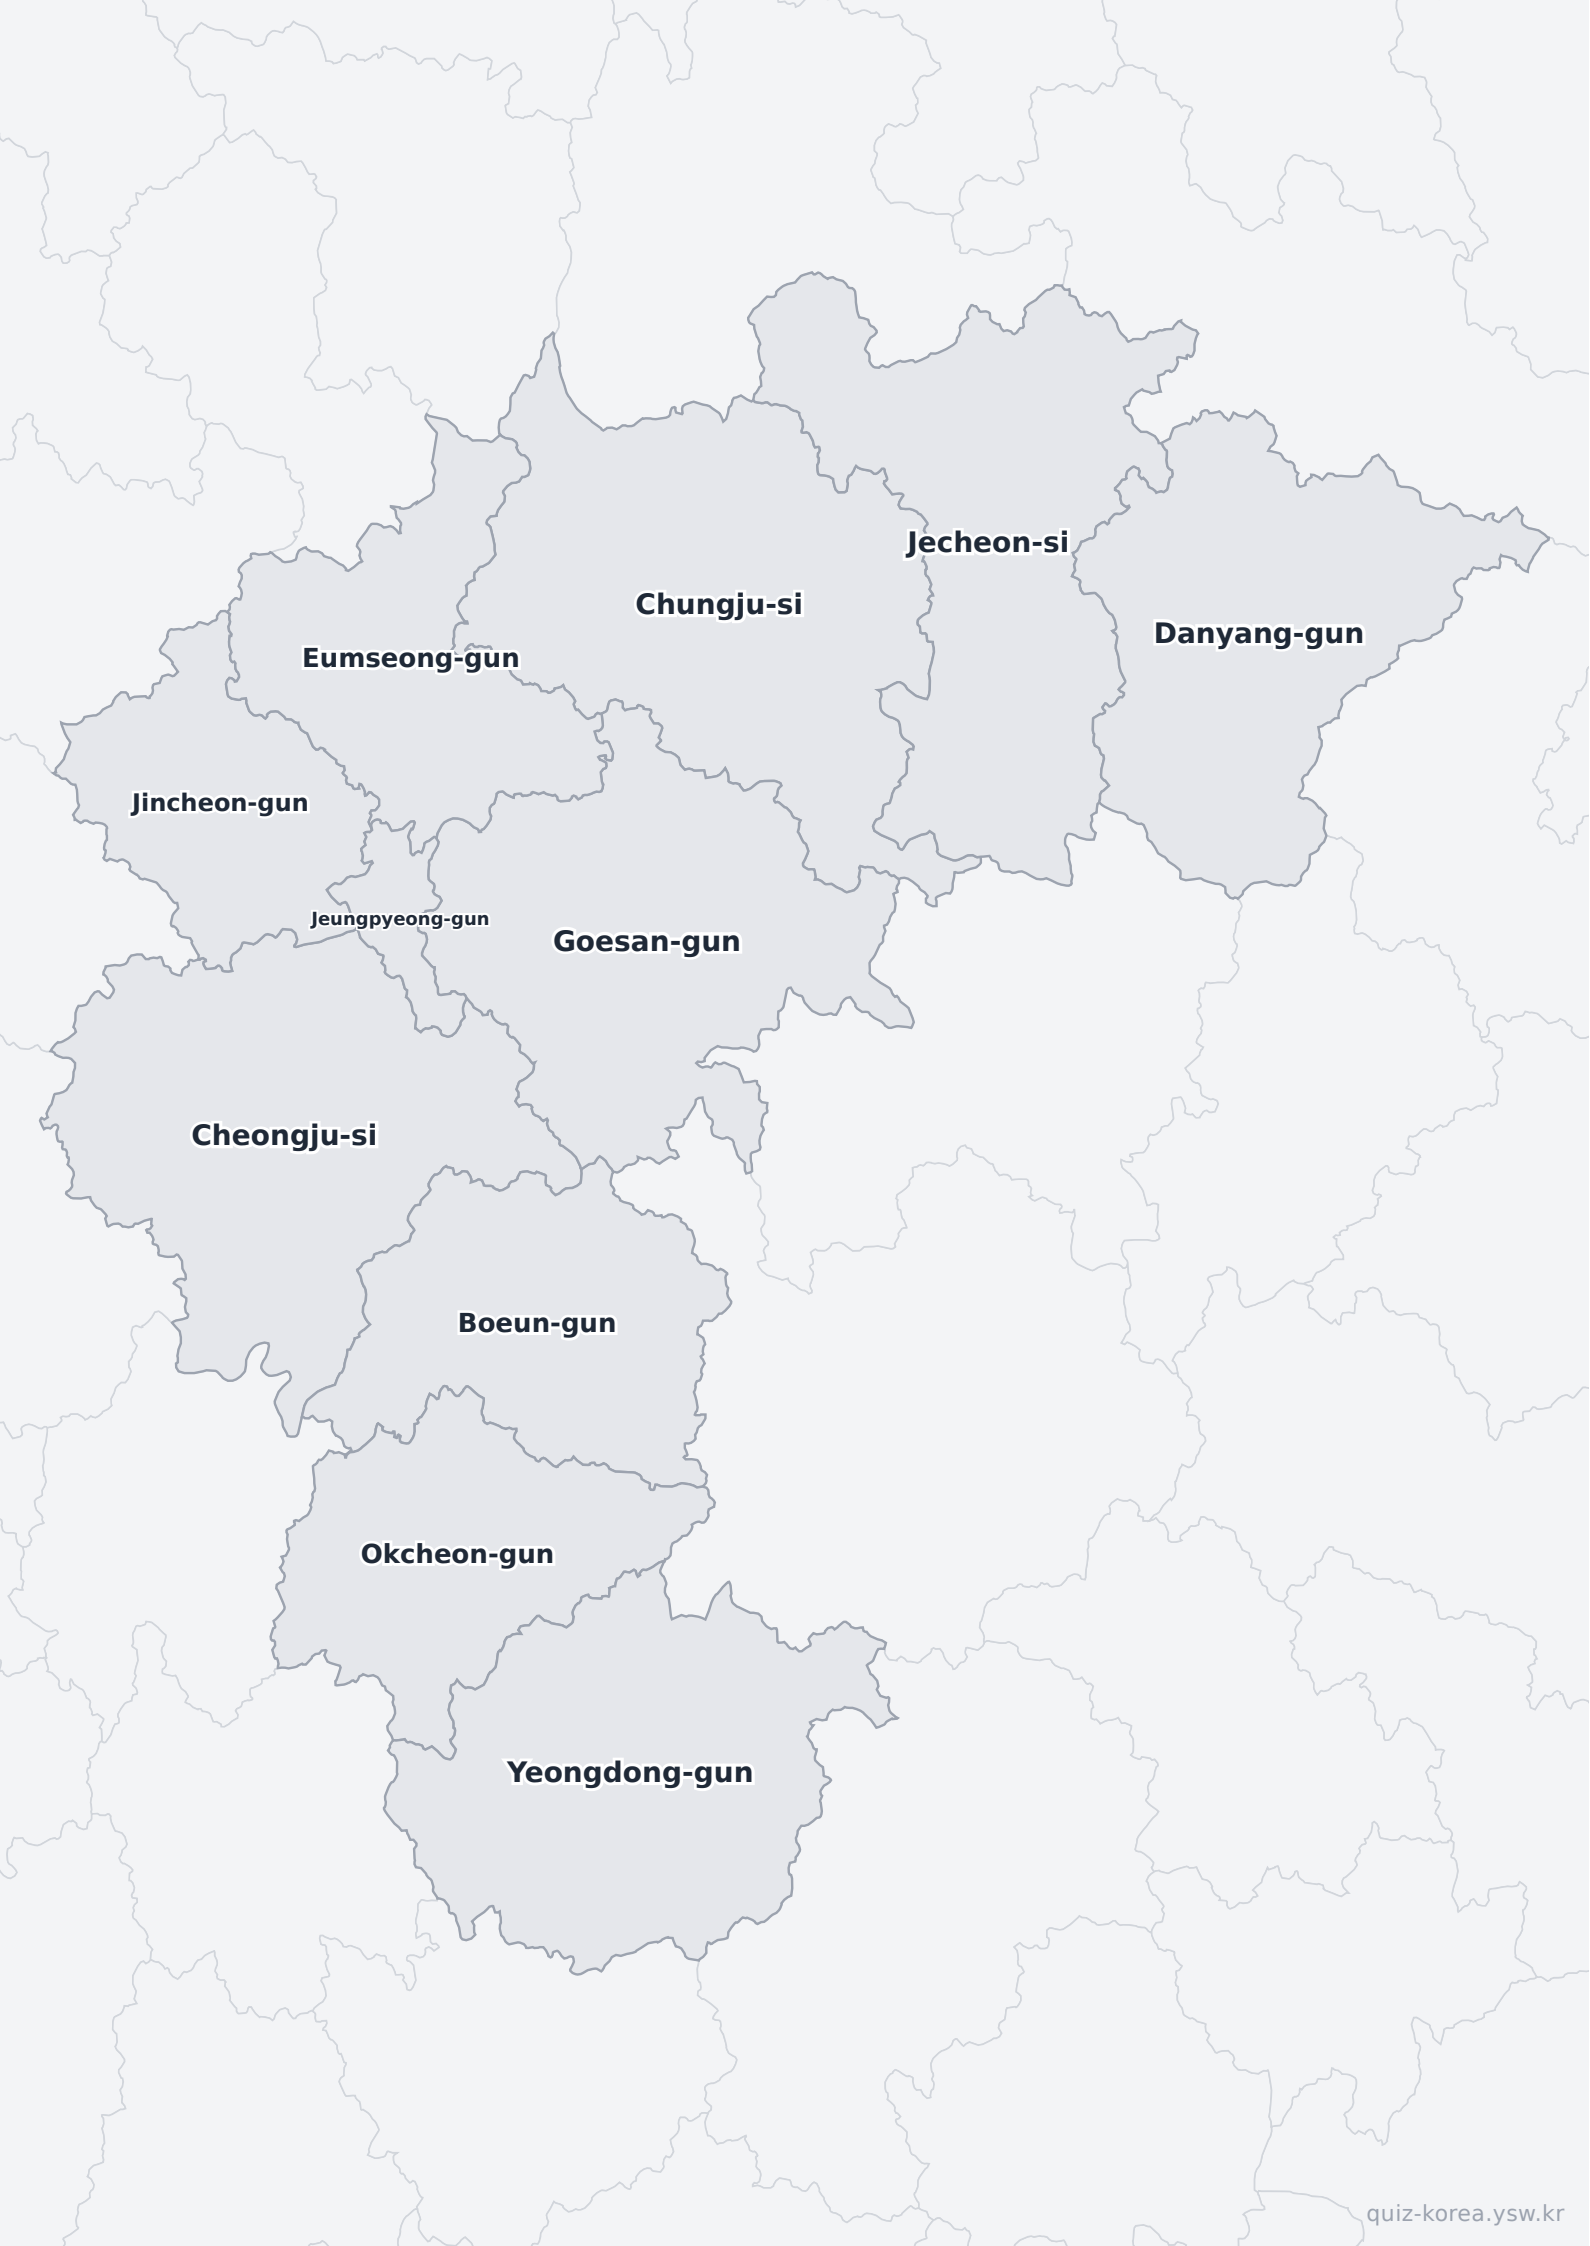 Jecheon-si
Chungju-si
Danyang-gun
Eumseong-gun
Jincheon-gun
Jeungpyeong-gun
Goesan-gun
Cheongju-si
Boeun-gun
Okcheon-gun
Yeongdong-gun
quiz-korea.ysw.kr